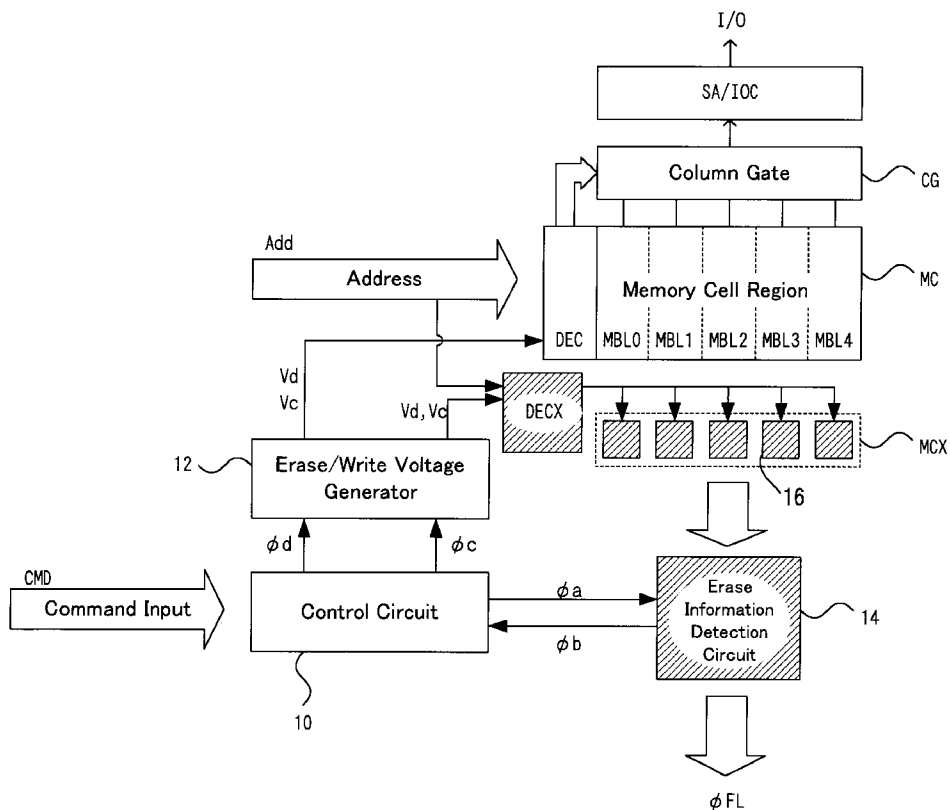 I/O
SA/IOC
Column Gate
CG
Add
Address
Memory Cell Region
MC
DEC
MBL0
MBL1
MBL2
MBL3
MBL4
Vd
Vc
Vd,Vc
DECX
MCX
12
Erase/Write Voltage
Generator
16
φd
φc
CMD
Command Input
Control Circuit
φa
φb
Erase
Information
Detection
Circuit
14
10
φFL